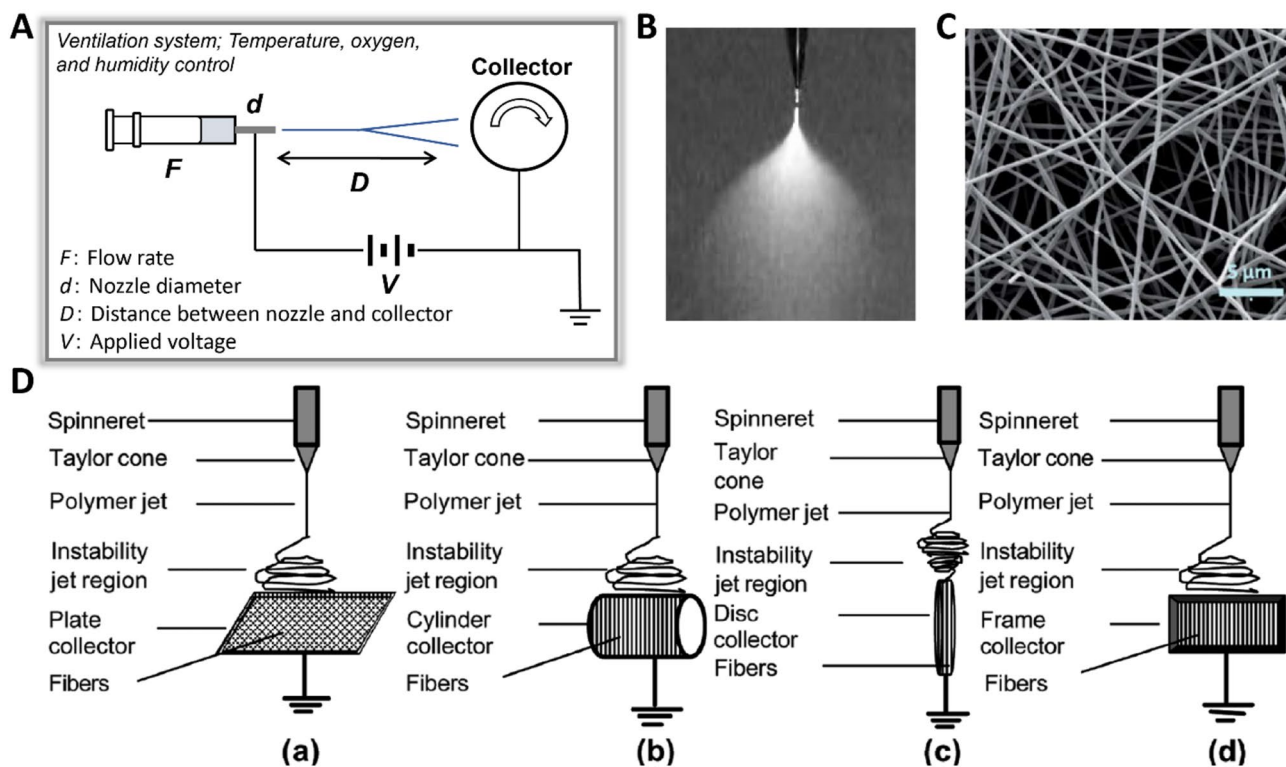 A
Ventilation system; Temperature, oxygen,
and humidity control
Collector
d
F
D
V
F: Flow rate
d: Nozzle diameter
D: Distance between nozzle and collector
V: Applied voltage
B
C
5 μm
D
Spinneret
Taylor cone
Polymer jet
Instability
jet region
Plate
collector
Fibers
(a)
Spinneret
Taylor cone
Polymer jet
Instability
jet region
Cylinder
collector
Fibers
(b)
Spinneret
Taylor
cone
Polymer jet
Instability
jet region
Disc
collector
Fibers
(c)
Spinneret
Taylor cone
Polymer jet
Instability
jet region
Frame
collector
Fibers
(d)